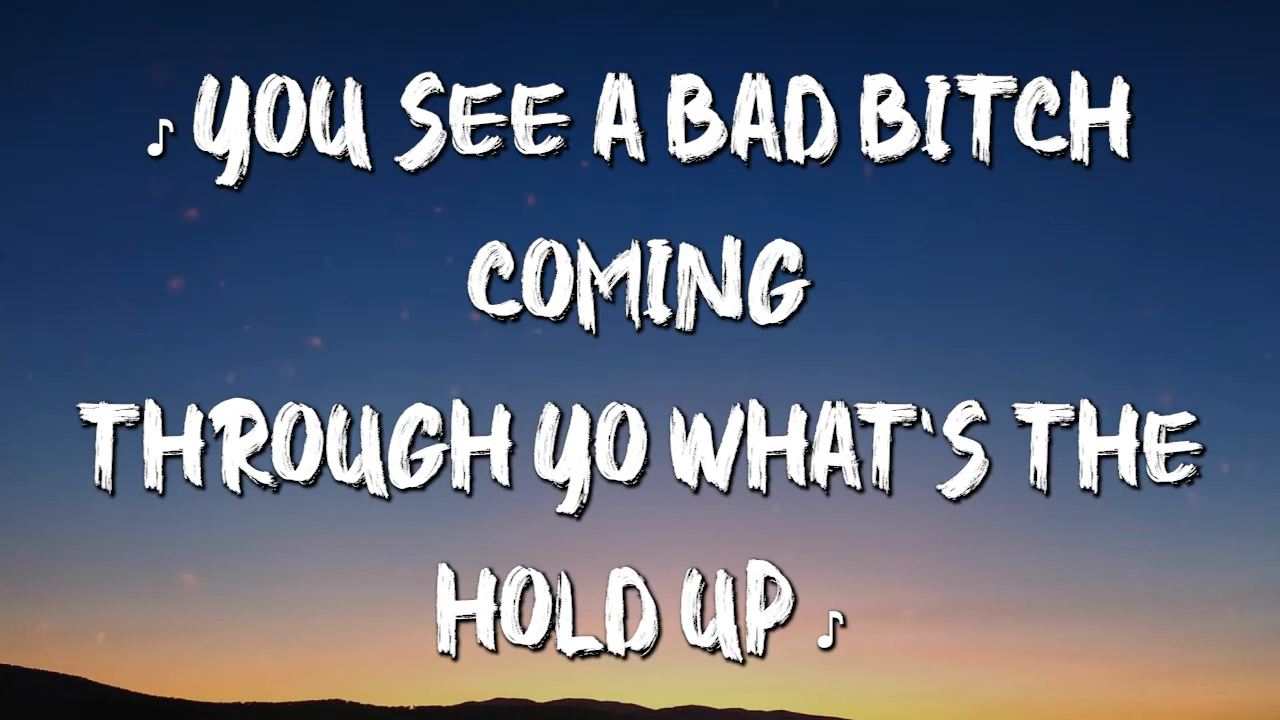 ♪ YOU SEE A BAD BITCH
COMING
THROUGH YO WHAT'S THE
HOLD UP ♪